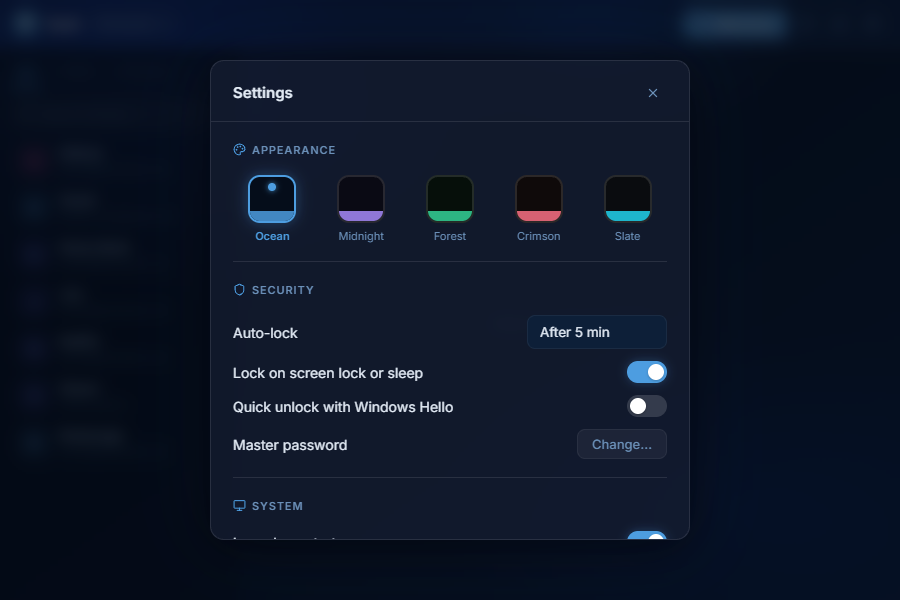 Settings
APPEARANCE
Ocean Midnight Forest Crimson Slate
SECURITY
Auto-lock After 5 min
Lock on screen lock or sleep
Quick unlock with Windows Hello
Master password Change...
SYSTEM